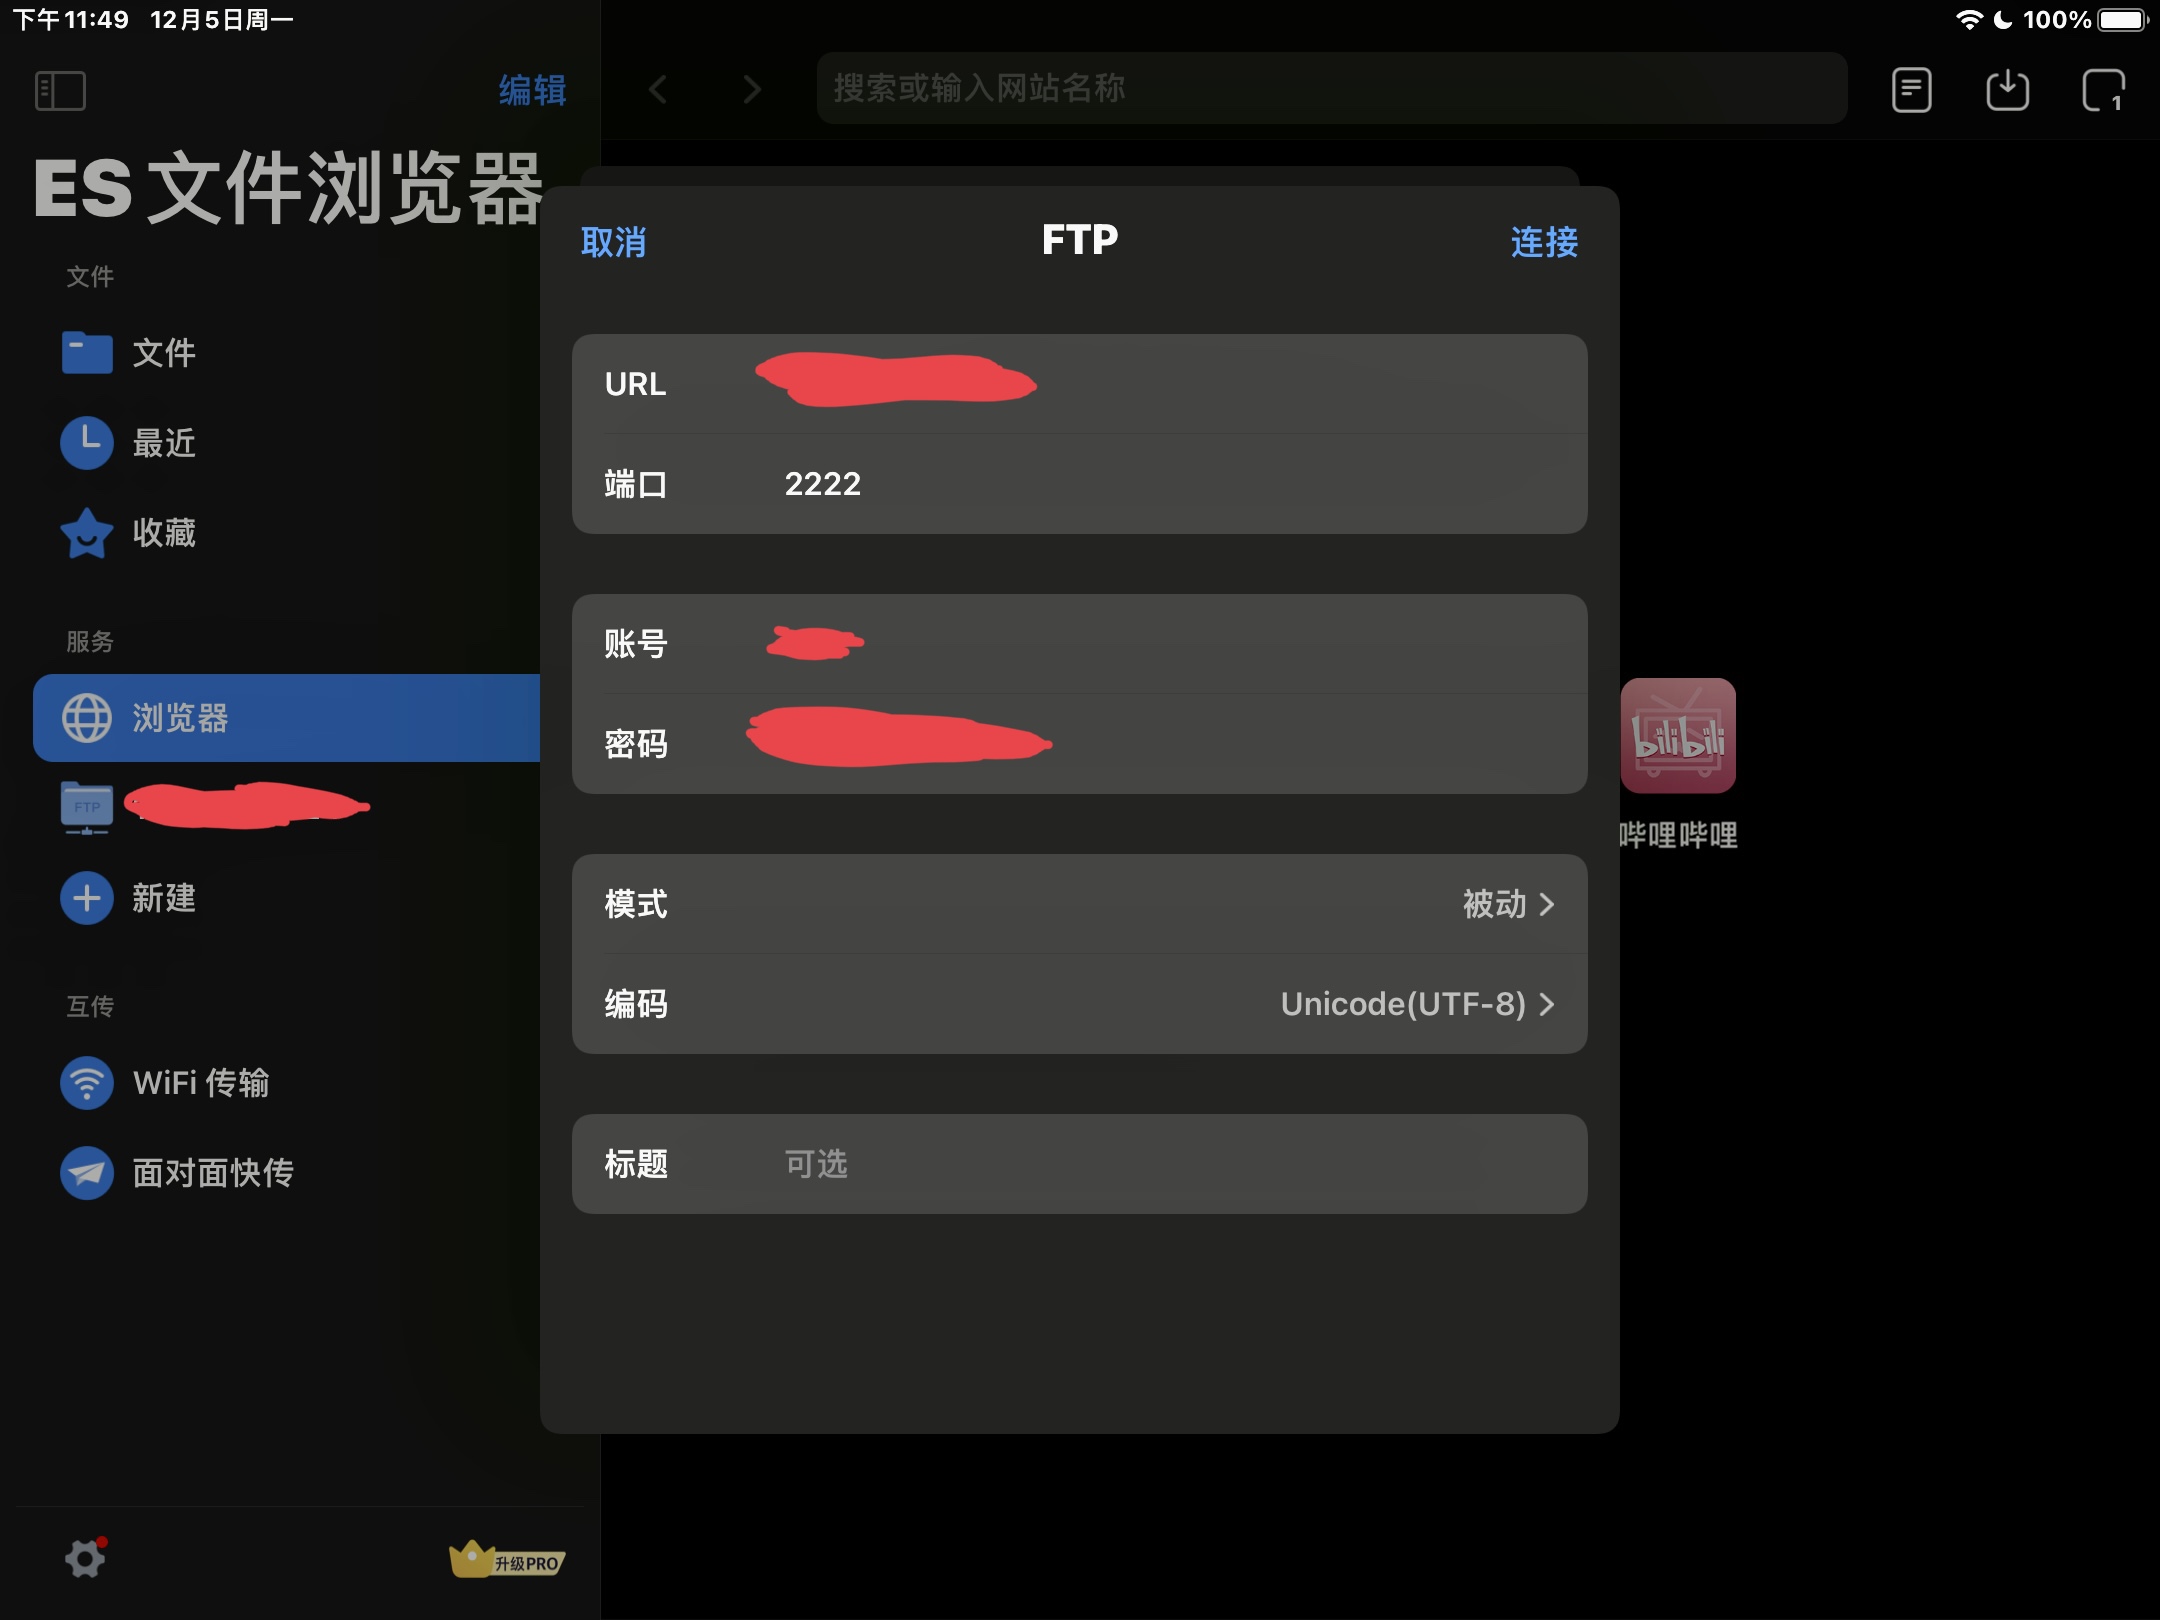 下午11:49 12月5日周一
100%
编辑
搜索或输入网站名称
1
ES 文件浏览器
文件
文件
最近
收藏
服务
浏览器
FTP
新建
互传
WiFi 传输
面对面快传
升级PRO
取消
FTP
连接
URL
端口 2222
账号
密码
模式 被动
编码 Unicode(UTF-8)
标题 可选
bilibili
哔哩哔哩